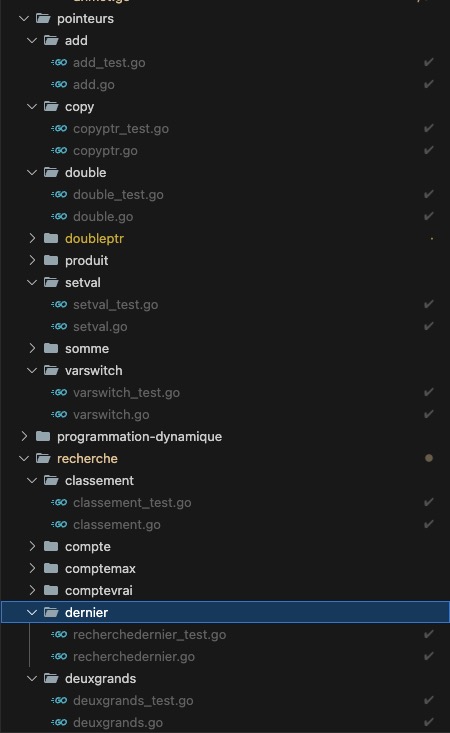 pointeurs
add
add_test.go
add.go
copy
copyptr_test.go
copyptr.go
double
double_test.go
double.go
doubleptr
produit
setval
setval_test.go
setval.go
somme
varswitch
varswitch_test.go
varswitch.go
programmation-dynamique
recherche
classement
classement_test.go
classement.go
compte
comptemax
comptevrai
dernier
recherchedernier_test.go
recherchedernier.go
deuxgrands
deuxgrands_test.go
deuxgrands.go